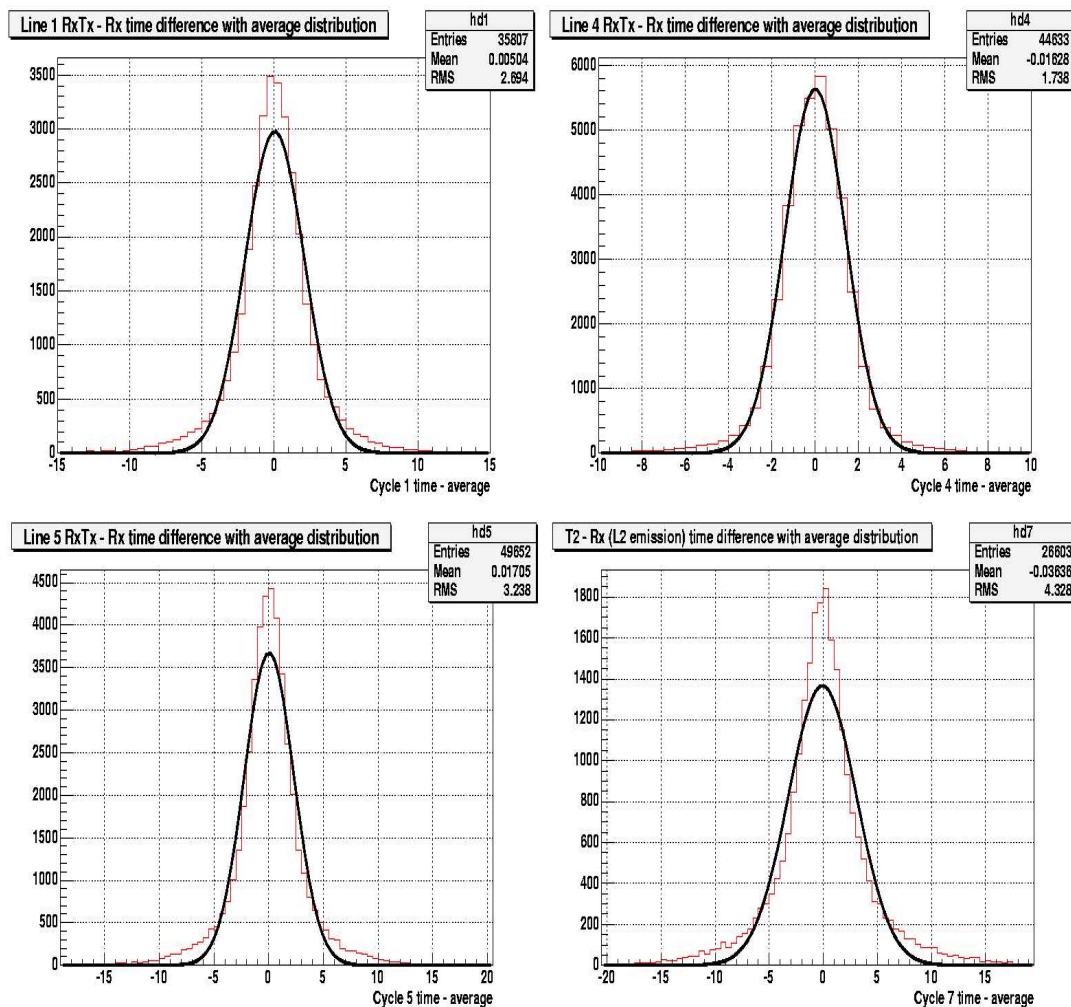 Line 1 RxTx - Rx time difference with average distribution
hd1
Entries 35807
Mean 0.00504
RMS 2.694
3500
3000
2500
2000
1500
1000
500
0
-15 -10 -5 0 5 10 15
Cycle 1 time - average
Line 4 RxTx - Rx time difference with average distribution
hd4
Entries 44633
Mean -0.01628
RMS 1.738
6000
5000
4000
3000
2000
1000
0
-10 -8 -6 -4 -2 0 2 4 6 8 10
Cycle 4 time - average
Line 5 RxTx - Rx time difference with average distribution
hd5
Entries 49652
Mean 0.01705
RMS 3.238
4500
4000
3500
3000
2500
2000
1500
1000
500
0
-15 -10 -5 0 5 10 15 20
Cycle 5 time - average
T2 - Rx (L2 emission) time difference with average distribution
hd7
Entries 26603
Mean -0.03636
RMS 4.328
1800
1600
1400
1200
1000
800
600
400
200
0
-20 -15 -10 -5 0 5 10 15
Cycle 7 time - average